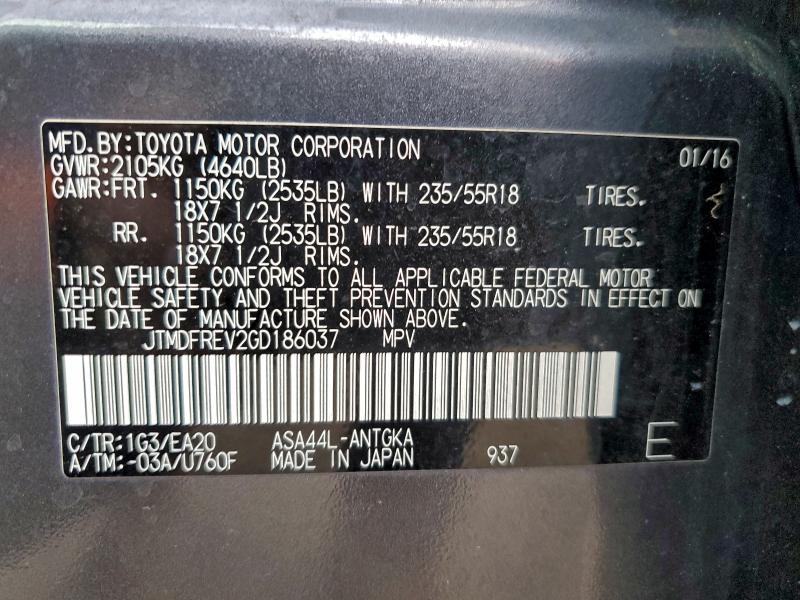 MFD.BY:TOYOTA MOTOR CORPORATION 01/16
GVWR:2105KG (4640LB)
GAWR:FRT. 1150KG (2535LB) WITH 235/55R18 TIRES.
18X7 1/2J RIMS.
RR. 1150KG (2535LB) WITH 235/55R18 TIRES.
18X7 1/2J RIMS.
THIS VEHICLE CONFORMS TO ALL APPLICABLE FEDERAL MOTOR
VEHICLE SAFETY AND THEFT PREVENTION STANDARDS IN EFFECT ON
THE DATE OF MANUFACTURE SHOWN ABOVE.
JTMDFREV2GD186037 MPV
C/TR:1G3/EA20 ASA44L-ANTGKA
A/TM:-03A/U760F MADE IN JAPAN 937 E